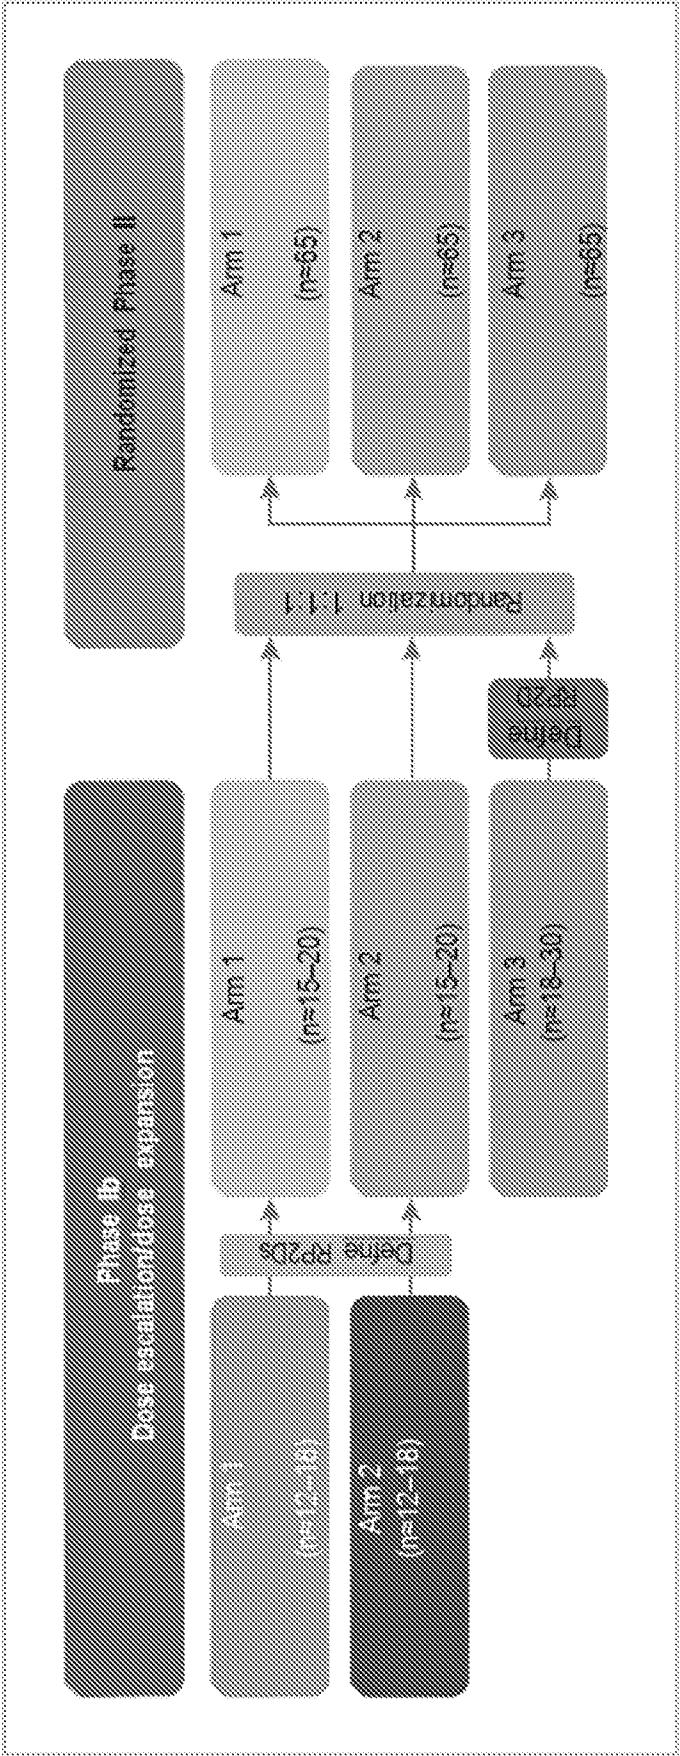 Phase Ib
Dose escalation/dose expansion
Randomized Phase II
Arm 1
(n≈12–18)
Arm 2
(n≈12–18)
Define RP2Ds
Arm 1
(n≈15–20)
Arm 2
(n≈15–20)
Arm 3
(n≈18–30)
Define
RP2D
Randomization 1:1:1
Arm 1
(n≈65)
Arm 2
(n≈65)
Arm 3
(n≈65)